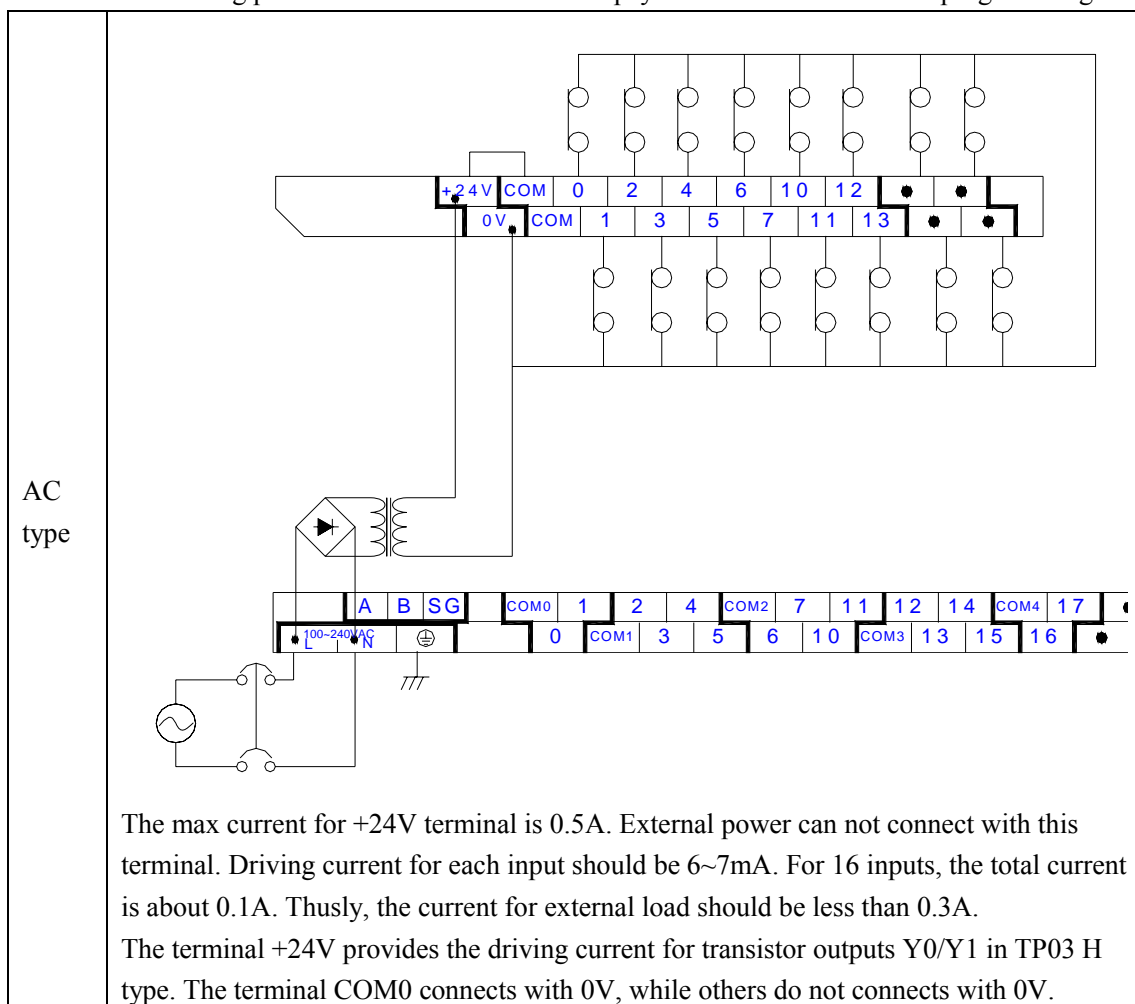 AC
type
+24V COM 0 2 4 6 10 12
0V COM 1 3 5 7 11 13
A B SG COM0 1 2 4 COM2 7 11 12 14 COM4 17
100~240VAC
L N 0 COM1 3 5 6 10 COM3 13 15 16
The max current for +24V terminal is 0.5A. External power can not connect with this
terminal. Driving current for each input should be 6~7mA. For 16 inputs, the total current
is about 0.1A. Thusly, the current for external load should be less than 0.3A.
The terminal +24V provides the driving current for transistor outputs Y0/Y1 in TP03 H
type. The terminal COM0 connects with 0V, while others do not connects with 0V.